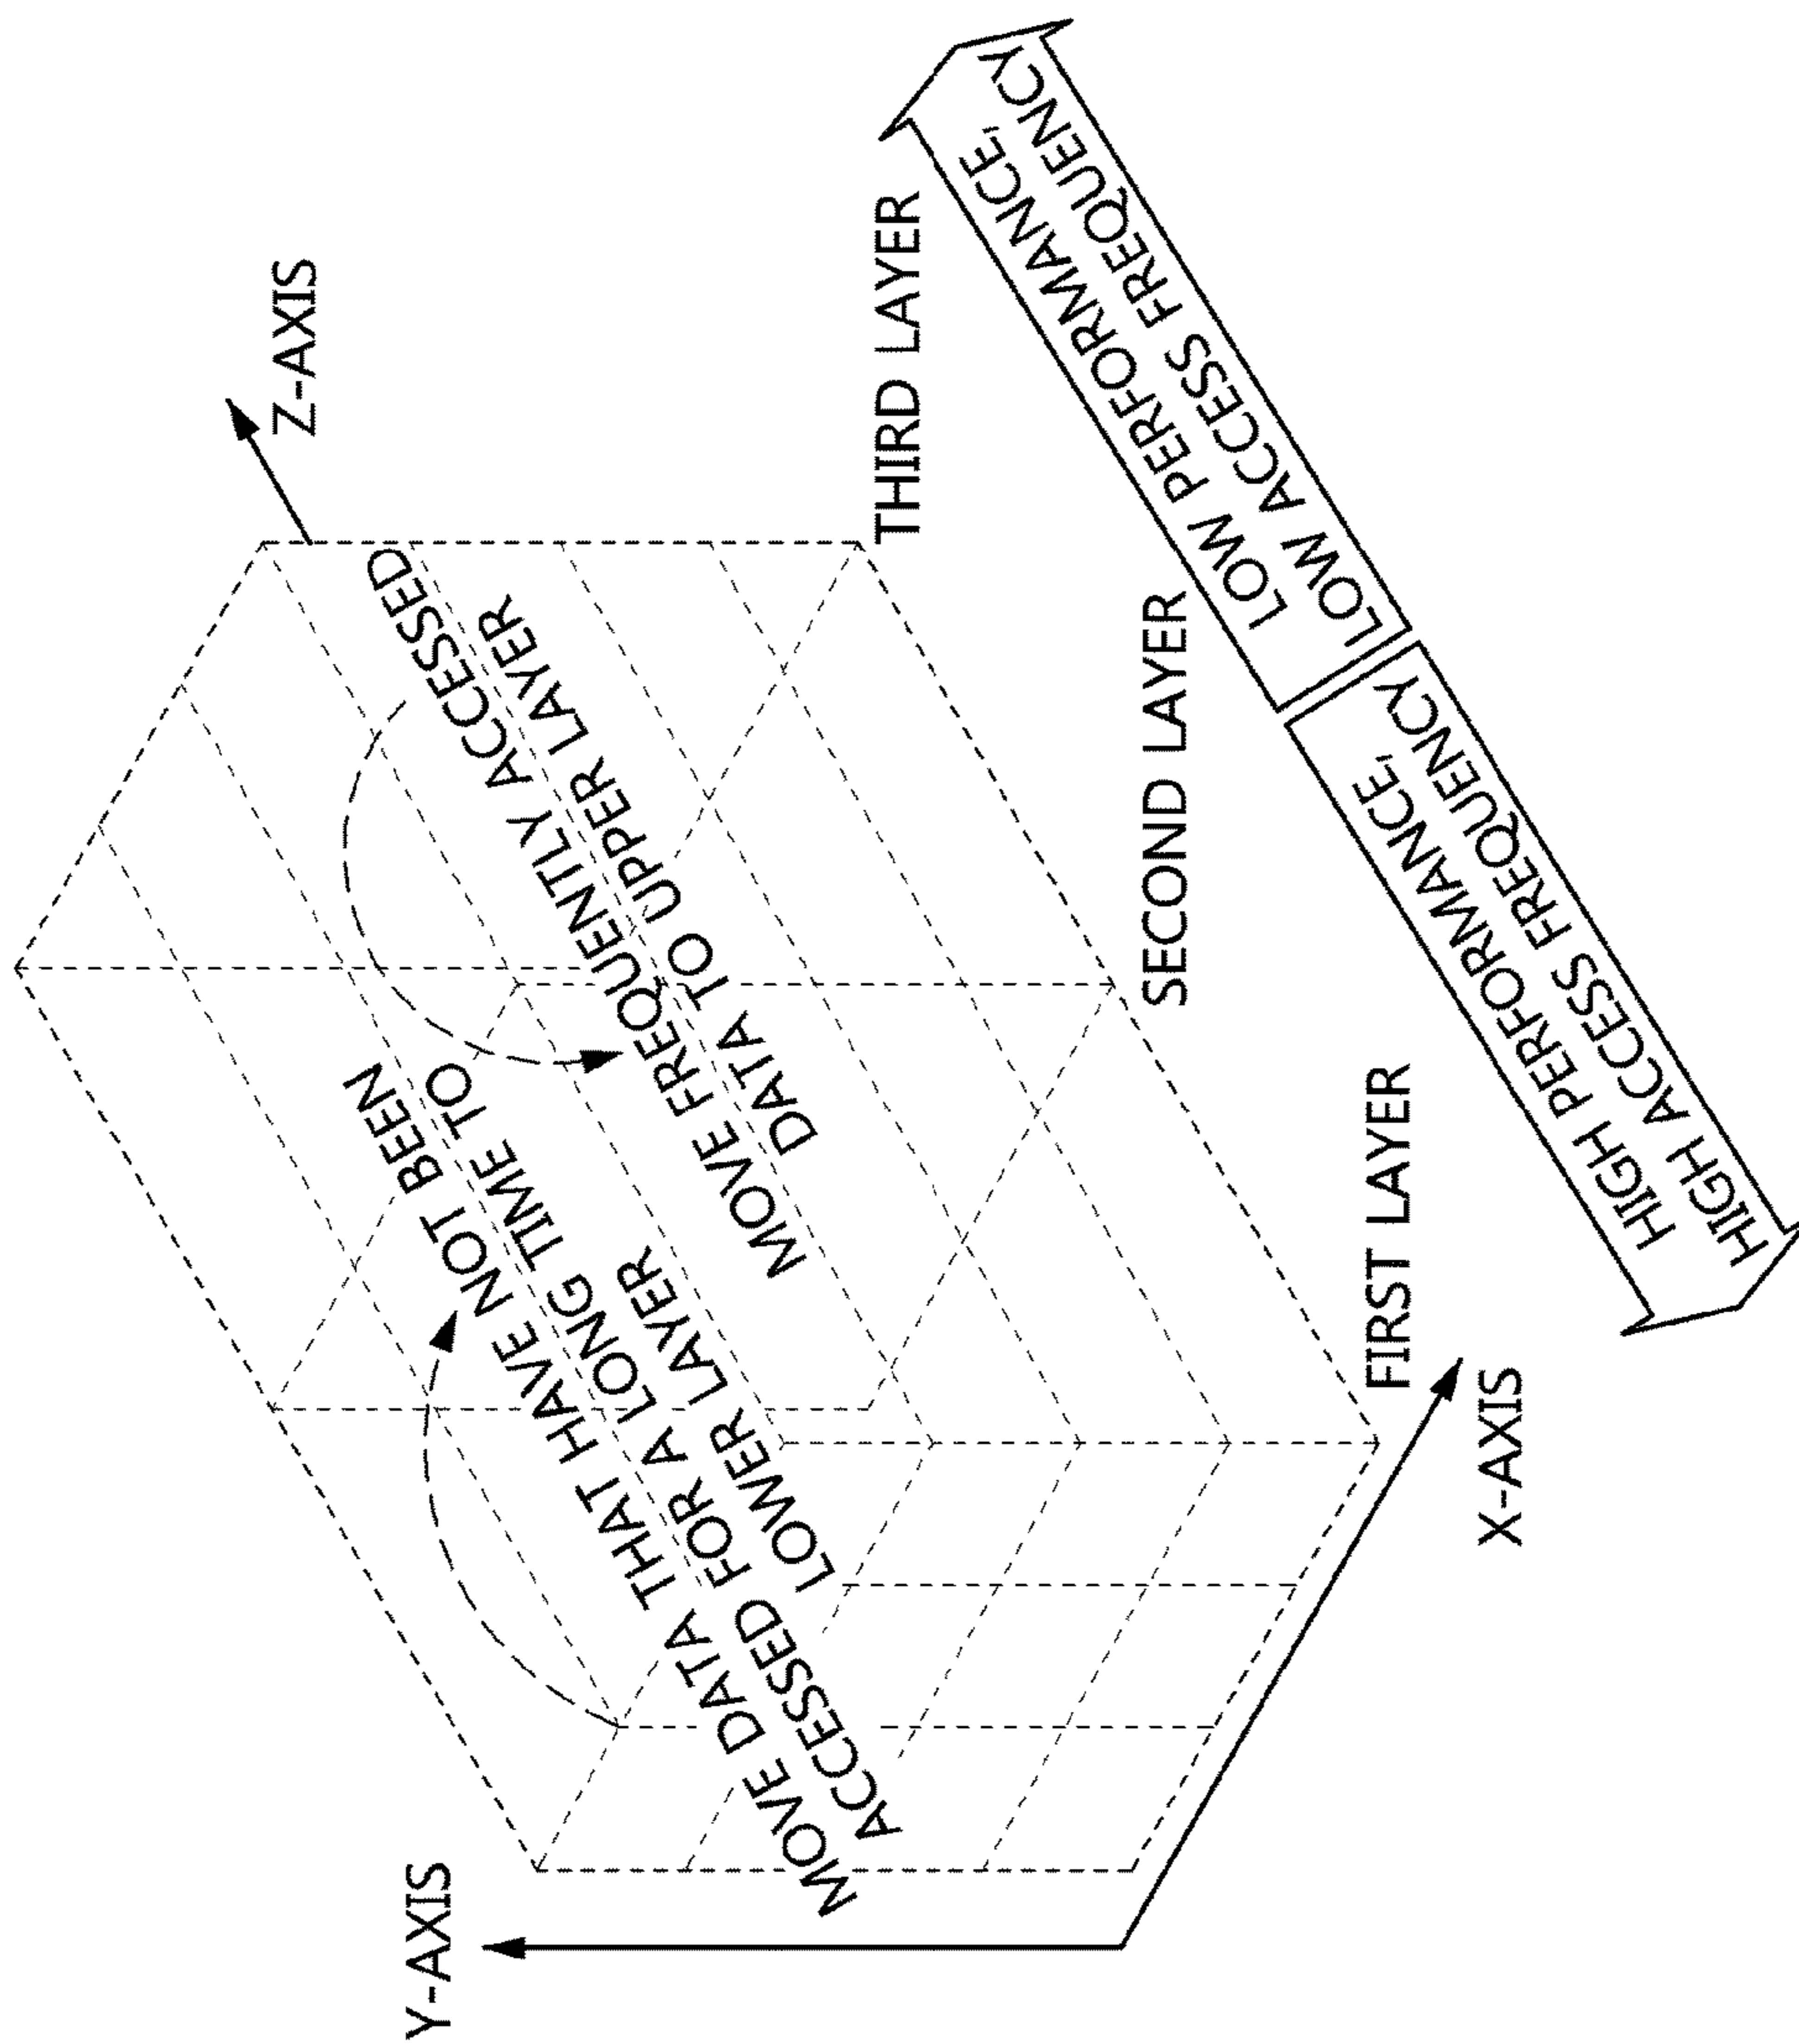 Y-AXIS
Z-AXIS
MOVE DATA THAT HAVE NOT BEEN
ACCESSED FOR A LONG TIME TO
LOWER LAYER
MOVE FREQUENTLY ACCESSED
DATA TO UPPER LAYER
THIRD LAYER
SECOND LAYER
FIRST LAYER
X-AXIS
LOW PERFORMANCE,
LOW ACCESS FREQUENCY
HIGH PERFORMANCE,
HIGH ACCESS FREQUENCY